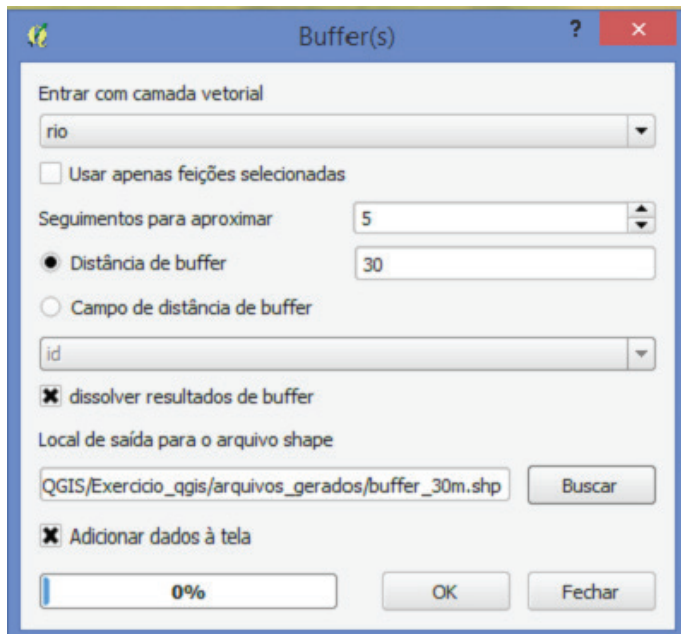 Buffer(s)
?
Entrar com camada vetorial
rio
Usar apenas feições selecionadas
Seguimentos para aproximar 5
Distância de buffer 30
Campo de distância de buffer
id
dissolver resultados de buffer
Local de saída para o arquivo shape
QGIS/Exercicio_qgis/arquivos_gerados/buffer_30m.shp Buscar
Adicionar dados à tela
0% OK Fechar